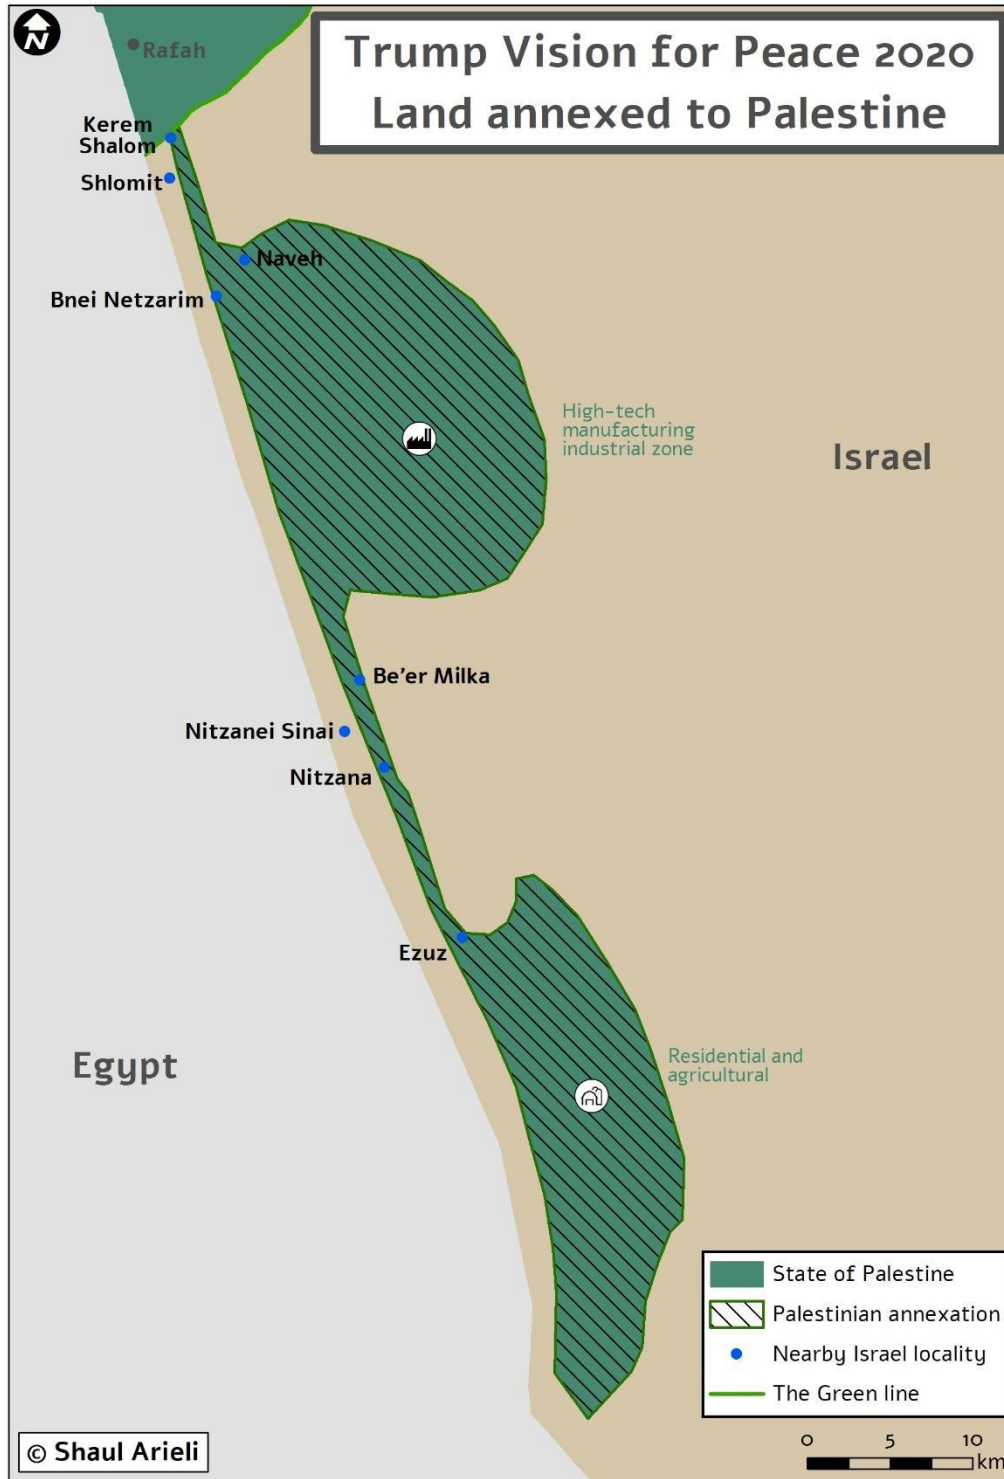 N
Trump Vision for Peace 2020
Land annexed to Palestine
Rafah
Kerem
Shalom
Shlomit
Naveh
Bnei Netzarim
High-tech
manufacturing
industrial zone
Israel
Be'er Milka
Nitzanei Sinai
Nitzana
Ezuz
Egypt
Residential and
agricultural
State of Palestine
Palestinian annexation
Nearby Israel locality
The Green line
0 5 10
km
© Shaul Arieli